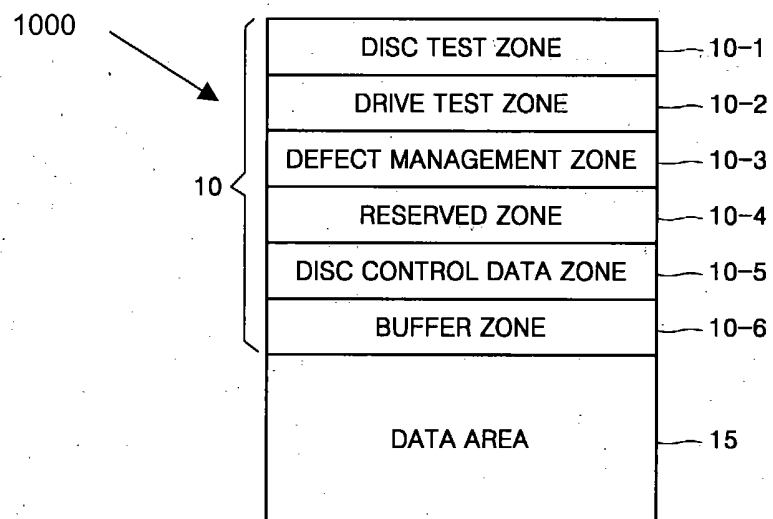 1000
DISC TEST ZONE 10-1
DRIVE TEST ZONE 10-2
DEFECT MANAGEMENT ZONE 10-3
10
RESERVED ZONE 10-4
DISC CONTROL DATA ZONE 10-5
BUFFER ZONE 10-6
DATA AREA 15